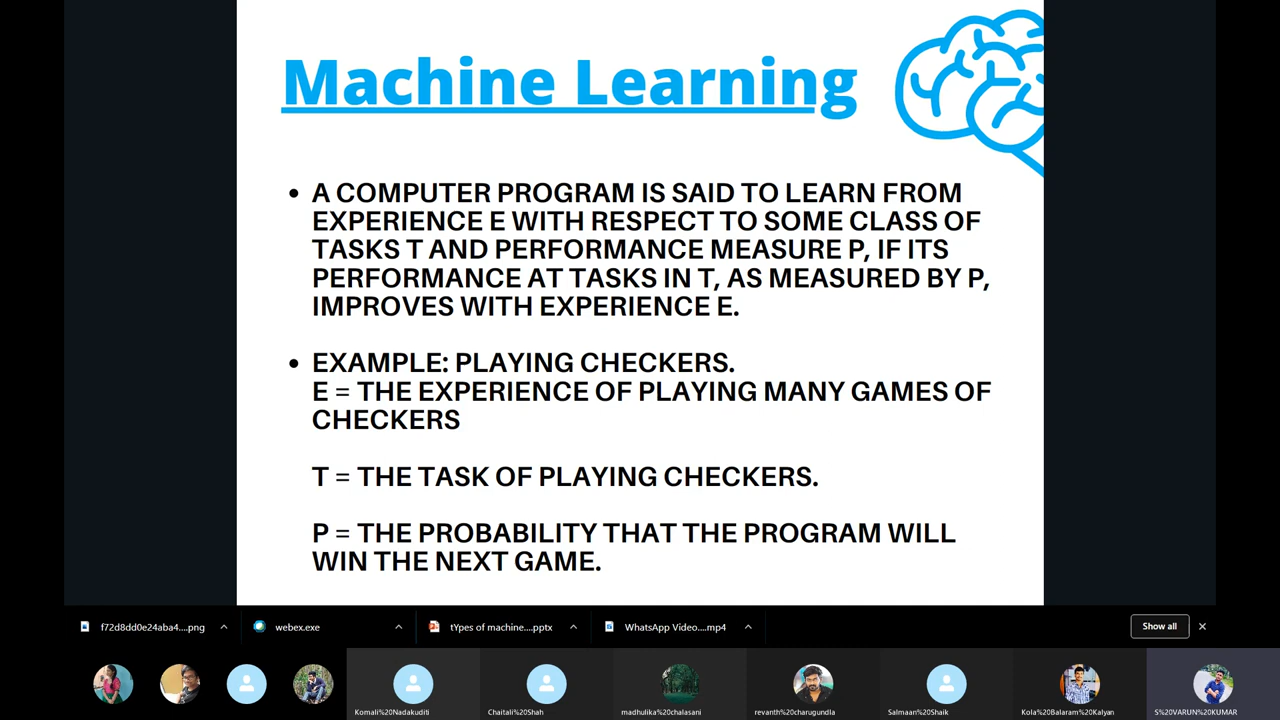 Machine Learning
• A COMPUTER PROGRAM IS SAID TO LEARN FROM
EXPERIENCE E WITH RESPECT TO SOME CLASS OF
TASKS T AND PERFORMANCE MEASURE P, IF ITS
PERFORMANCE AT TASKS IN T, AS MEASURED BY P,
IMPROVES WITH EXPERIENCE E.
• EXAMPLE: PLAYING CHECKERS.
E = THE EXPERIENCE OF PLAYING MANY GAMES OF
CHECKERS
T = THE TASK OF PLAYING CHECKERS.
P = THE PROBABILITY THAT THE PROGRAM WILL
WIN THE NEXT GAME.
f72d8dd0e24aba4....png
webex.exe
tYpes of machine....pptx
WhatsApp Video....mp4
Show all
Komali%20Nadakuditi
Chaitali%20Shah
madhulika%20chalasani
revanth%20charugundla
Salmaan%20Shaik
Kola%20Balaram%20Kalyan
S%20VARUN%20KUMAR